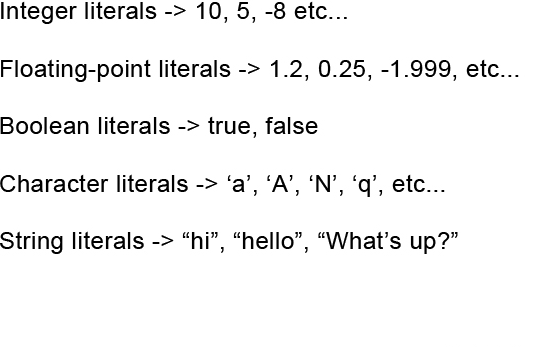 Integer literals -> 10, 5, -8 etc...
Floating-point literals -> 1.2, 0.25, -1.999, etc...
Boolean literals -> true, false
Character literals -> ‘a’, ‘A’, ‘N’, ‘q’, etc...
String literals -> “hi”, “hello”, “What’s up?”